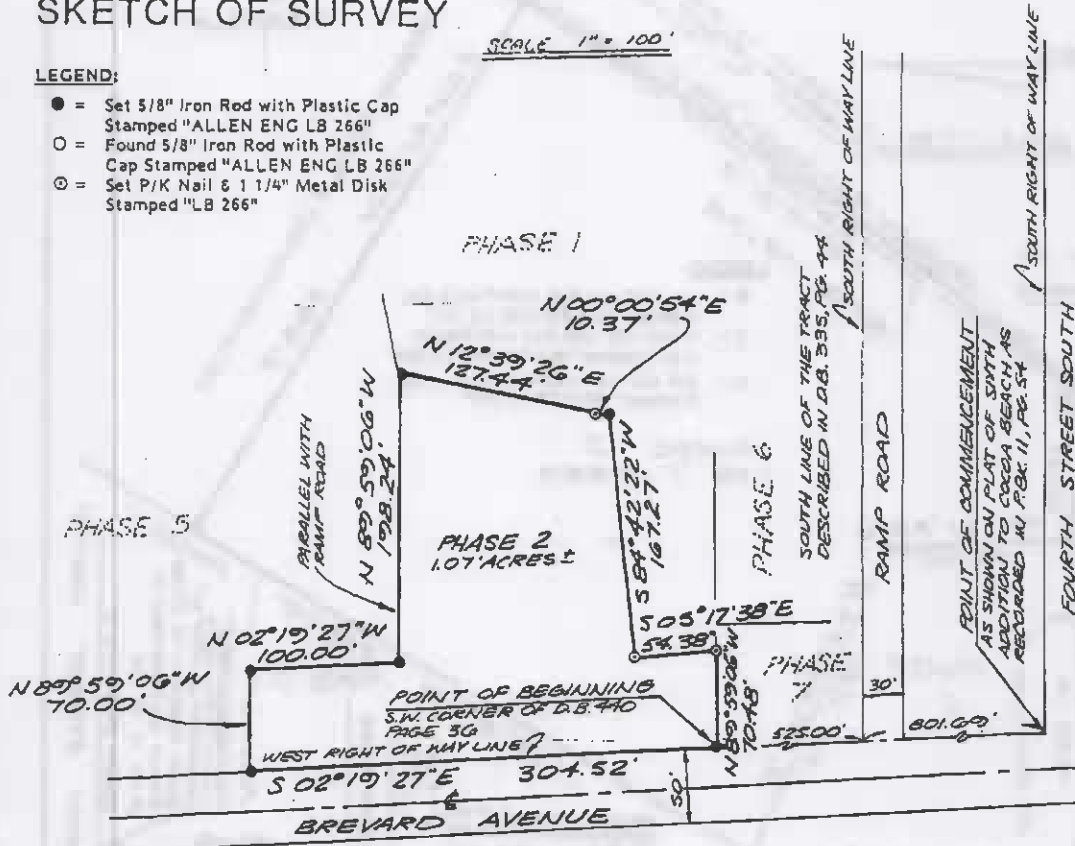 SKETCH OF SURVEY
SCALE 1" = 100'
LEGEND:
● = Set 5/8" Iron Rod with Plastic Cap
Stamped "ALLEN ENG LB 266"
O = Found 5/8" Iron Rod with Plastic
Cap Stamped "ALLEN ENG LB 266"
⊙ = Set P/K Nail & 1 1/4" Metal Disk
Stamped "LB 266"
PHASE 1
N 00°00'54"E
10.37'
N 12°39'26"E
127.44'
N 89°59'06"W
198.24'
PARALLEL WITH
RAMP ROAD
PHASE 5
PHASE 2
1.07 ACRES ±
S 84°42'22"W
167.27'
PHASE 6
SOUTH LINE OF THE TRACT
DESCRIBED IN D.B. 335, PG. 44
SOUTH RIGHT OF WAY LINE
RAMP ROAD
30'
POINT OF COMMENCEMENT
AS SHOWN ON PLAT OF SIXTH
ADDITION TO COCOA BEACH, AS
RECORDED IN P.BK. 11, PG. 54
SOUTH RIGHT OF WAY LINE
FOURTH STREET SOUTH
S 05°17'38"E
54.38'
PHASE
7
N 89°59'06"W
70.48'
N 02°19'27"W
100.00'
N 89°59'06"W
70.00'
POINT OF BEGINNING
S.W. CORNER OF D.B. 440
PAGE 36
WEST RIGHT OF WAY LINE
S 02°19'27"E 304.52'
525.00'
801.69'
50'
BREVARD AVENUE